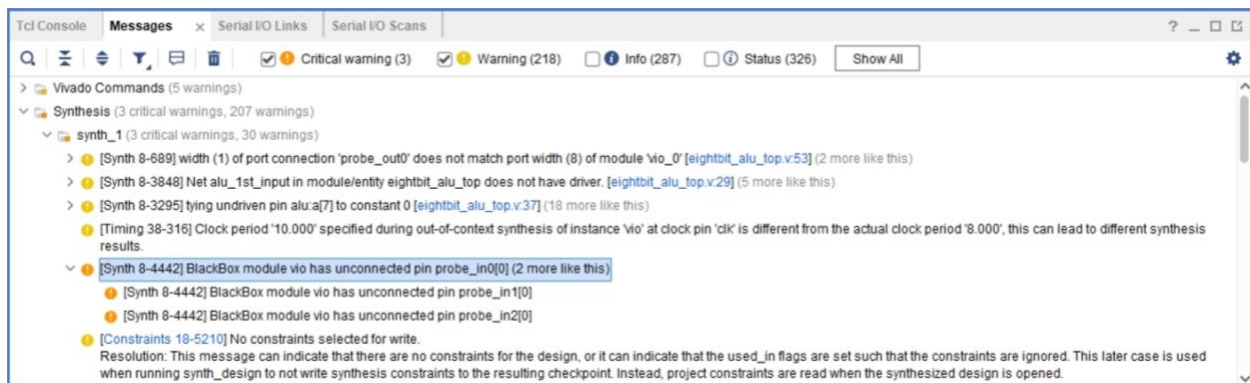 Tcl Console Messages × Serial I/O Links Serial I/O Scans ?
Critical warning (3) Warning (218) Info (287) Status (326) Show All
Vivado Commands (5 warnings)
Synthesis (3 critical warnings, 207 warnings)
synth_1 (3 critical warnings, 30 warnings)
[Synth 8-689] width (1) of port connection 'probe_out0' does not match port width (8) of module 'vio_0' [eightbit_alu_top.v:53] (2 more like this)
[Synth 8-3848] Net alu_1st_input in module/entity eightbit_alu_top does not have driver. [eightbit_alu_top.v:29] (5 more like this)
[Synth 8-3295] tying undriven pin alu:a[7] to constant 0 [eightbit_alu_top.v:37] (18 more like this)
[Timing 38-316] Clock period '10.000' specified during out-of-context synthesis of instance 'vio' at clock pin 'clk' is different from the actual clock period '8.000', this can lead to different synthesis
results.
[Synth 8-4442] BlackBox module vio has unconnected pin probe_in0[0] (2 more like this)
[Synth 8-4442] BlackBox module vio has unconnected pin probe_in1[0]
[Synth 8-4442] BlackBox module vio has unconnected pin probe_in2[0]
[Constraints 18-5210] No constraints selected for write.
Resolution: This message can indicate that there are no constraints for the design, or it can indicate that the used_in flags are set such that the constraints are ignored. This later case is used
when running synth_design to not write synthesis constraints to the resulting checkpoint. Instead, project constraints are read when the synthesized design is opened.